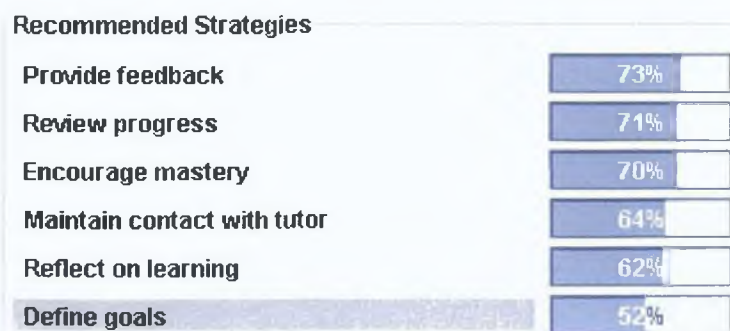 Recommended Strategies
Provide feedback 73%
Review progress 71%
Encourage mastery 70%
Maintain contact with tutor 64%
Reflect on learning 62%
Define goals 52%